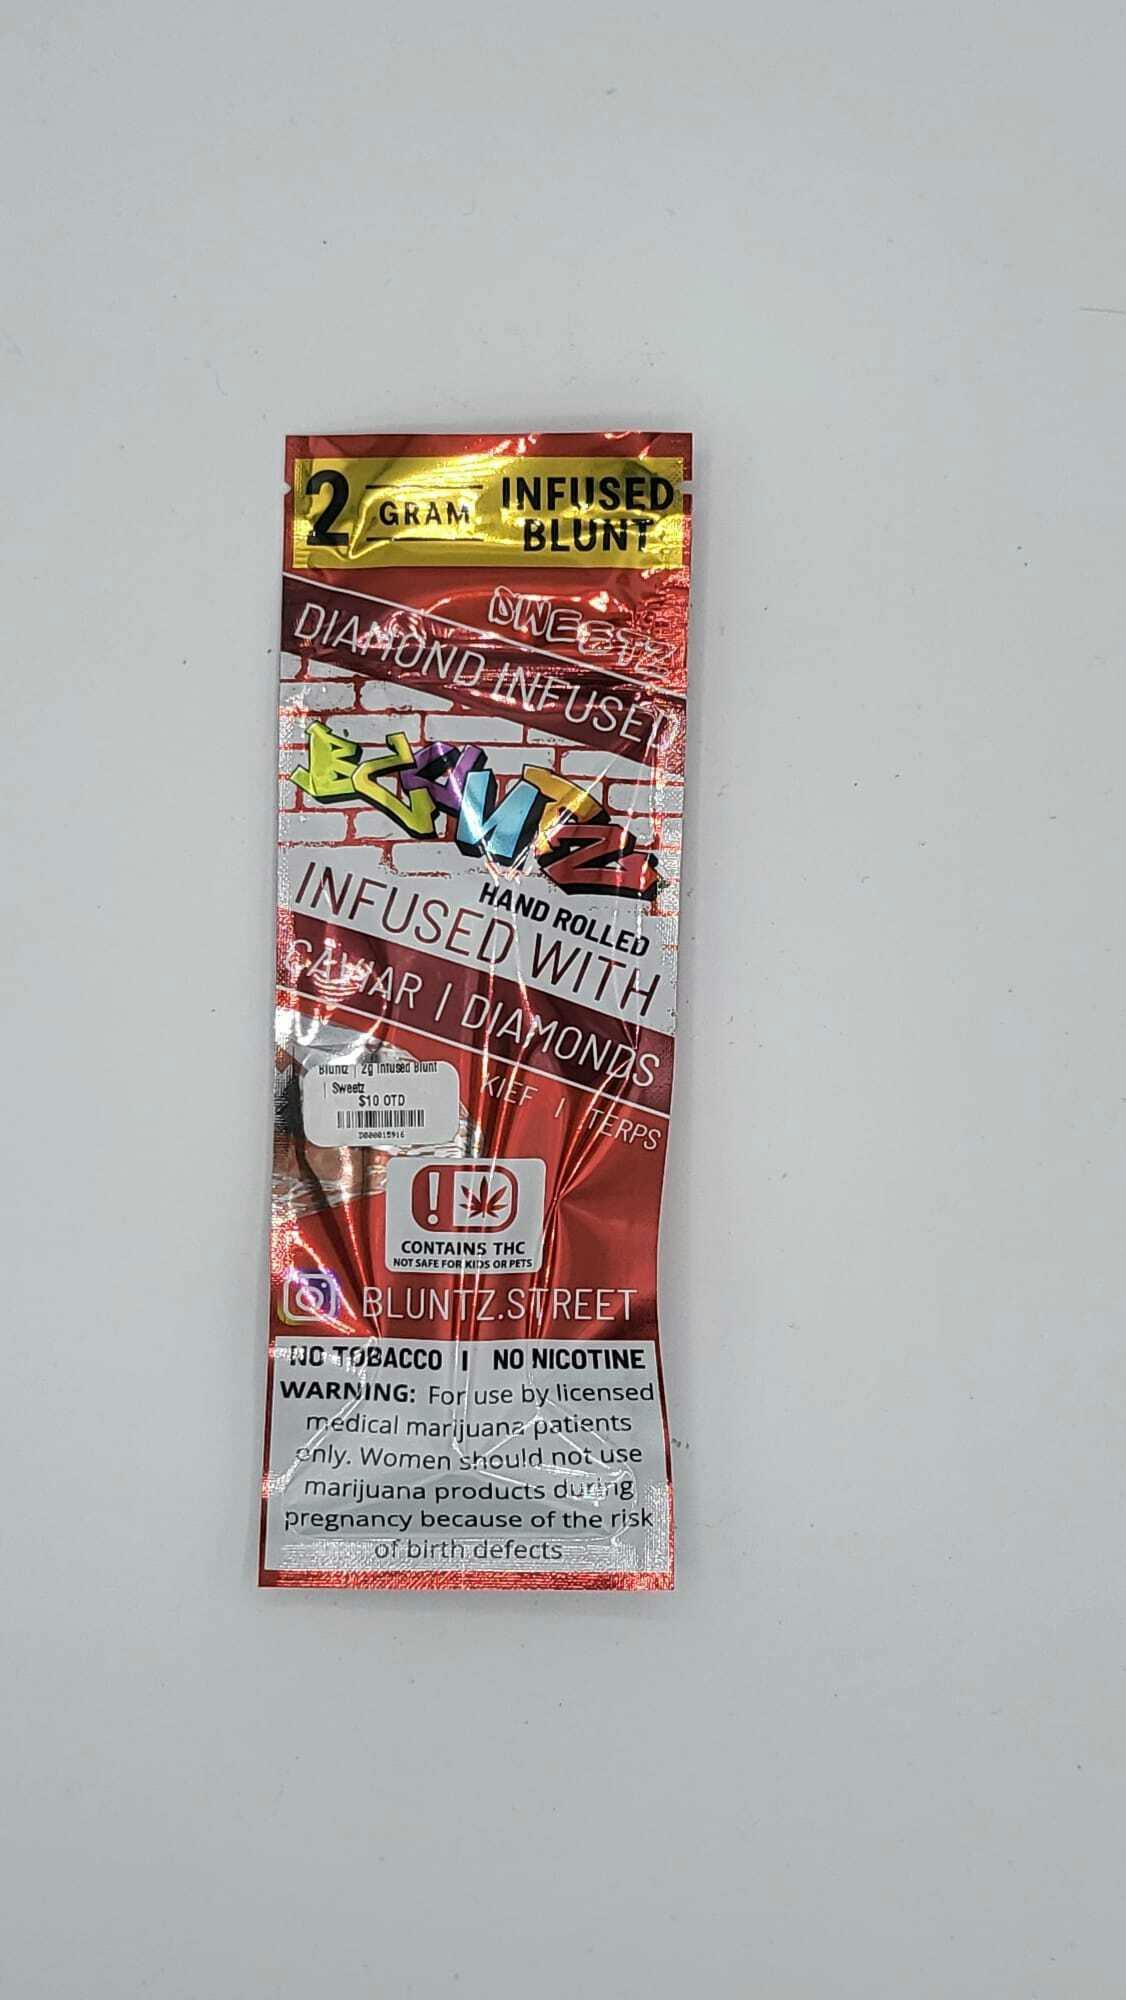 2 GRAM INFUSED
BLUNT
SWEETZ
DIAMOND INFUSED
BLUNTZ
HAND ROLLED
INFUSED WITH
CAVIAR | DIAMONDS
KIEF | TERPS
Bluntz | 2g Infused Blunt
| Sweetz
$10 OTD
D000015916
!
CONTAINS THC
NOT SAFE FOR KIDS OR PETS
BLUNTZ.STREET
NO TOBACCO | NO NICOTINE
WARNING: For use by licensed
medical marijuana patients
only. Women should not use
marijuana products during
pregnancy because of the risk
of birth defects